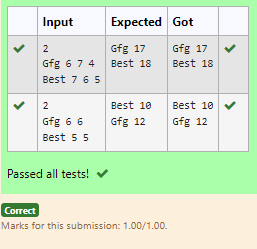 Input Expected Got
2 Gfg 17 Gfg 17
Gfg 6 7 4 Best 18 Best 18
Best 7 6 5
2 Best 10 Best 10
Gfg 6 6 Gfg 12 Gfg 12
Best 5 5
Passed all tests!
Correct
Marks for this submission: 1.00/1.00.